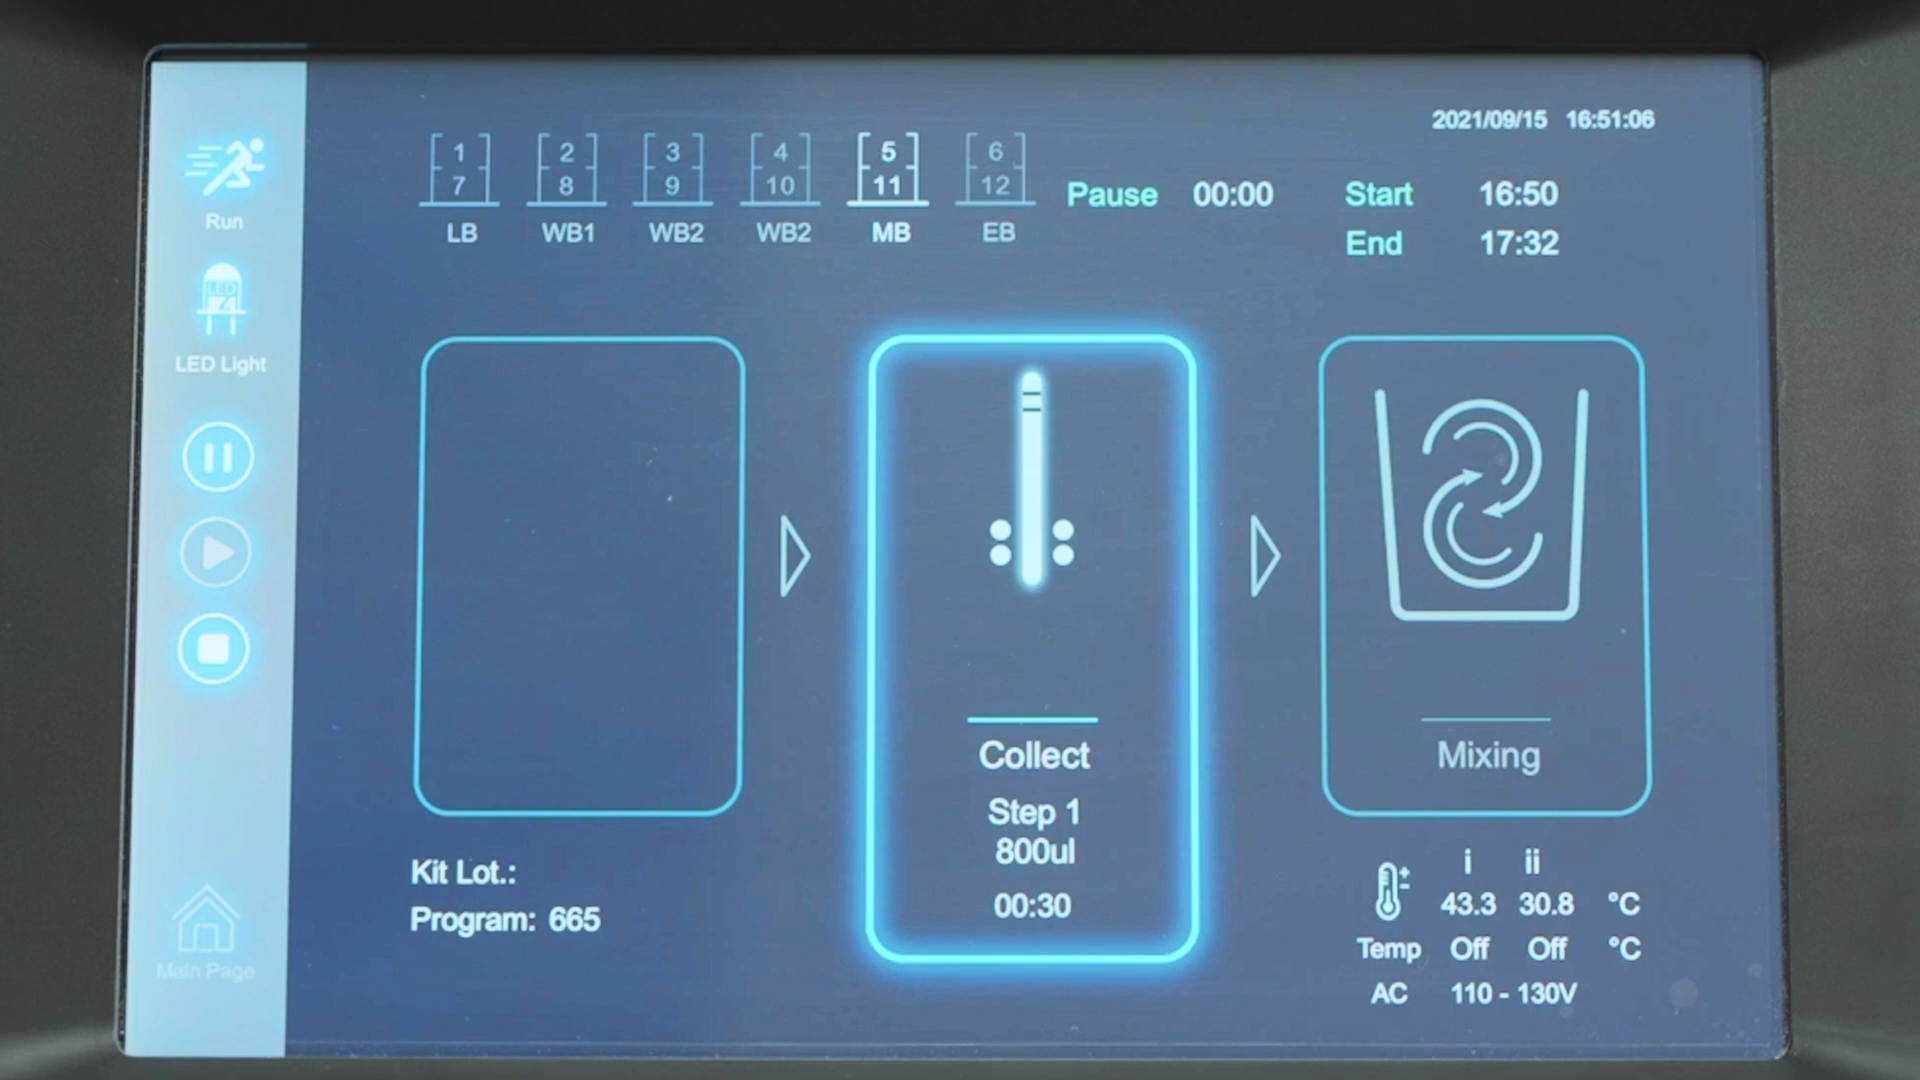 2021/09/15 16:51:06
1 2 3 4 5 6
7 8 9 10 11 12
LB WB1 WB2 WB2 MB EB
Pause 00:00
Start 16:50
End 17:32
Run
LED
LED Light
Main Page
Collect
Step 1
800ul
00:30
Mixing
Kit Lot.:
Program: 665
i ii
43.3 30.8 °C
Temp Off Off °C
AC 110 - 130V